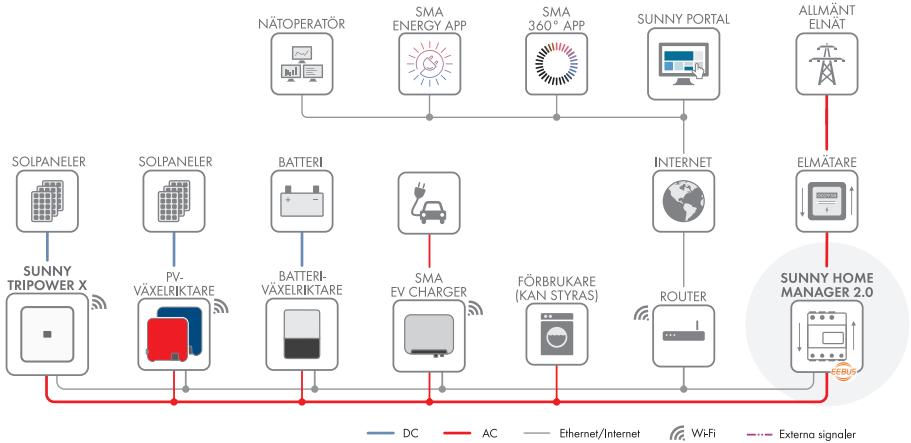 NÄTOPERATÖR
SMA
ENERGY APP
SMA
360° APP
SUNNY PORTAL
ALLMÄNT
ELNÄT
SOLPANELER
SOLPANELER
BATTERI
INTERNET
ELMÄTARE
SUNNY
TRIPOWER X
PV-
VÄXELRIKTARE
BATTERI-
VÄXELRIKTARE
SMA
EV CHARGER
FÖRBRUKARE
(KAN STYRAS)
ROUTER
SUNNY HOME
MANAGER 2.0
EEBUS
DC
AC
Ethernet/Internet
Wi-Fi
Externa signaler